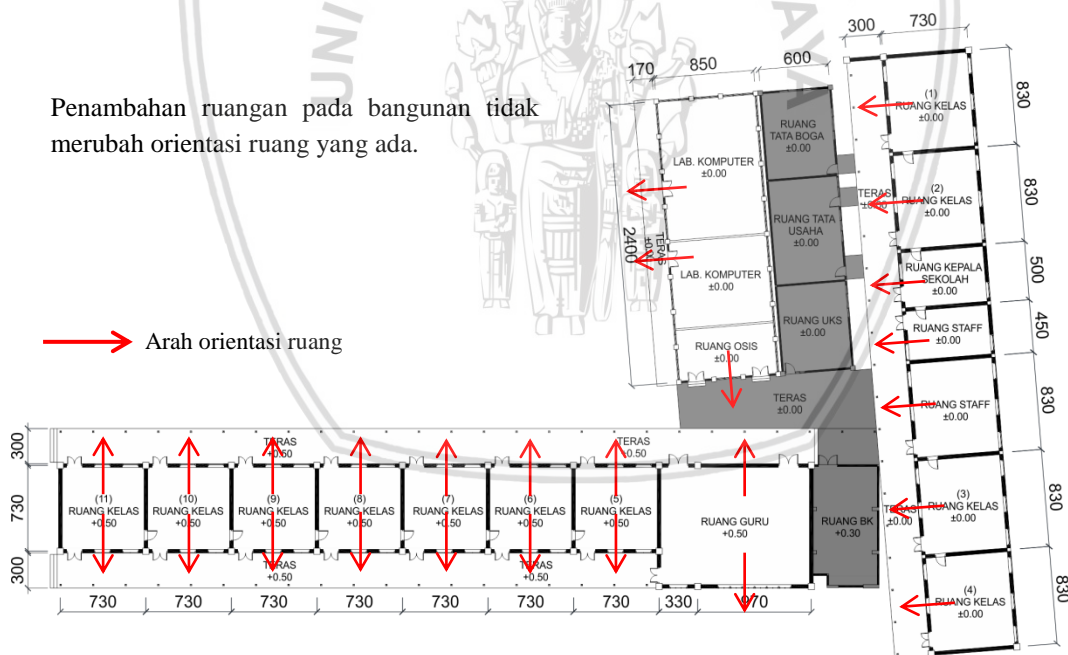 UNI
AYA
Penambahan ruangan pada bangunan tidak
merubah orientasi ruang yang ada.
Arah orientasi ruang
170
850
600
300
730
2400
LAB. KOMPUTER
±0.00
LAB. KOMPUTER
±0.00
RUANG OSIS
±0.00
TERAS
±0.00
RUANG
TATA BOGA
±0.00
RUANG TATA
USAHA
±0.00
RUANG UKS
±0.00
TERAS
±0.00
TERAS
±0.00
(1)
RUANG KELAS
±0.00
(2)
RUANG KELAS
±0.00
RUANG KEPALA
SEKOLAH
±0.00
RUANG STAFF
±0.00
RUANG STAFF
±0.00
(3)
RUANG KELAS
±0.00
(4)
RUANG KELAS
±0.00
TERAS
±0.00
830
830
500
450
830
830
830
300
730
300
TERAS
+0.50
TERAS
+0.50
(11)
RUANG KELAS
+0.50
(10)
RUANG KELAS
+0.50
(9)
RUANG KELAS
+0.50
(8)
RUANG KELAS
+0.50
(7)
RUANG KELAS
+0.50
(6)
RUANG KELAS
+0.50
(5)
RUANG KELAS
+0.50
RUANG GURU
+0.50
RUANG BK
+0.30
TERAS
+0.50
TERAS
+0.50
730
730
730
730
730
730
730
330
970